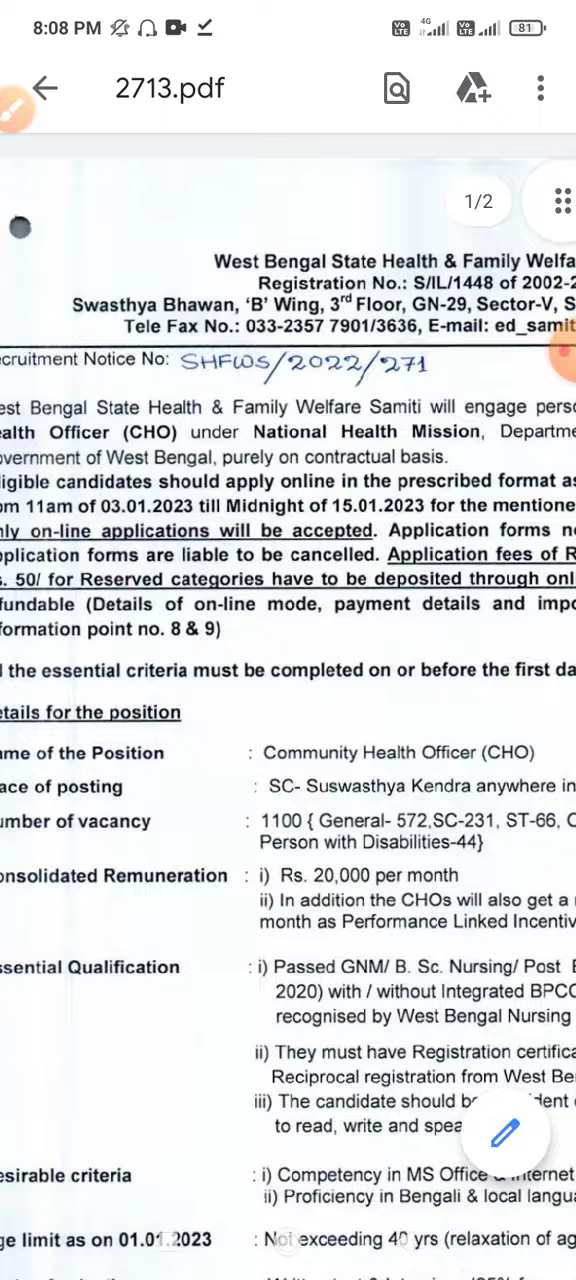 8:08 PM
4G
81
2713.pdf
1/2
West Bengal State Health & Family Welfa
Registration No.: S/IL/1448 of 2002-2
Swasthya Bhawan, ‘B’ Wing, 3rd Floor, GN-29, Sector-V, S
Tele Fax No.: 033-2357 7901/3636, E-mail: ed_samit
ecruitment Notice No: SHFWS/2022/271
est Bengal State Health & Family Welfare Samiti will engage perso
ealth Officer (CHO) under National Health Mission, Departme
overnment of West Bengal, purely on contractual basis.
igible candidates should apply online in the prescribed format as
om 11am of 03.01.2023 till Midnight of 15.01.2023 for the mentione
nly on-line applications will be accepted. Application forms n
pplication forms are liable to be cancelled. Application fees of R
s. 50/ for Reserved categories have to be deposited through onl
fundable (Details of on-line mode, payment details and impo
formation point no. 8 & 9)
l the essential criteria must be completed on or before the first da
etails for the position
ame of the Position : Community Health Officer (CHO)
ace of posting : SC- Suswasthya Kendra anywhere in
umber of vacancy : 1100 { General- 572,SC-231, ST-66, O
Person with Disabilities-44}
onsolidated Remuneration : i) Rs. 20,000 per month
ii) In addition the CHOs will also get a
month as Performance Linked Incentiv
ssential Qualification : i) Passed GNM/ B. Sc. Nursing/ Post B
2020) with / without Integrated BPCC
recognised by West Bengal Nursing
ii) They must have Registration certifica
Reciprocal registration from West Be
iii) The candidate should be dent
to read, write and spea
esirable criteria : i) Competency in MS Office & internet
ii) Proficiency in Bengali & local langua
ge limit as on 01.01.2023 : Not exceeding 40 yrs (relaxation of ag